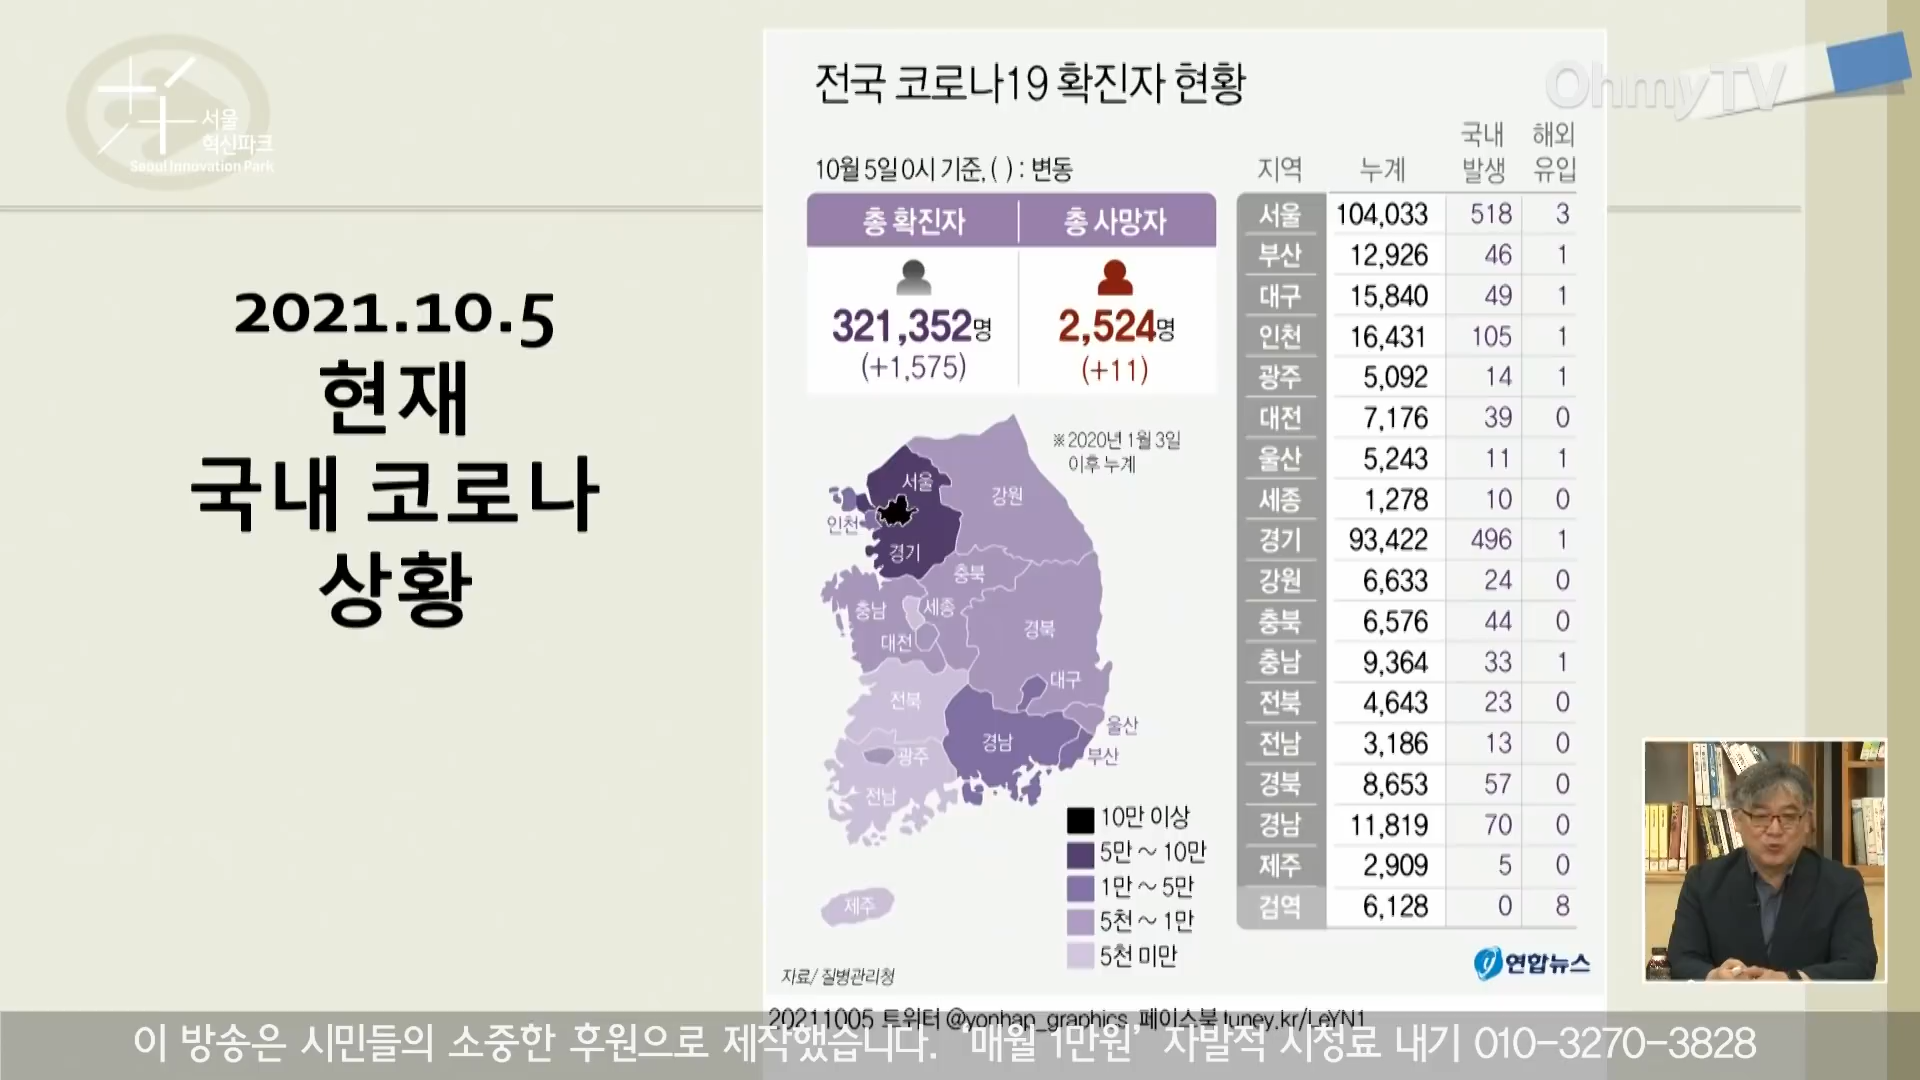 서울
혁신파크
Seoul Innovation Park
OhmyTV
2021.10.5
현재
국내 코로나
상황
전국 코로나19 확진자 현황
10월 5일 0시 기준, ( ) : 변동
총 확진자 총 사망자
321,352명 2,524명
(+1,575) (+11)
※ 2020년 1월 3일
이후 누계
서울
강원
인천
경기
충북
충남
세종
대전
경북
대구
전북
울산
경남
부산
광주
전남
제주
10만 이상
5만 ~ 10만
1만 ~ 5만
5천 ~ 1만
5천 미만
지역 누계 국내 발생 해외 유입
서울 104,033 518 3
부산 12,926 46 1
대구 15,840 49 1
인천 16,431 105 1
광주 5,092 14 1
대전 7,176 39 0
울산 5,243 11 1
세종 1,278 10 0
경기 93,422 496 1
강원 6,633 24 0
충북 6,576 44 0
충남 9,364 33 1
전북 4,643 23 0
전남 3,186 13 0
경북 8,653 57 0
경남 11,819 70 0
제주 2,909 5 0
검역 6,128 0 8
자료/ 질병관리청
연합뉴스
20211005 트위터 @yonhap_graphics 페이스북 tuney.kr/LeYN1
이 방송은 시민들의 소중한 후원으로 제작했습니다. '매월 1만원' 자발적 시청료 내기 010-3270-3828